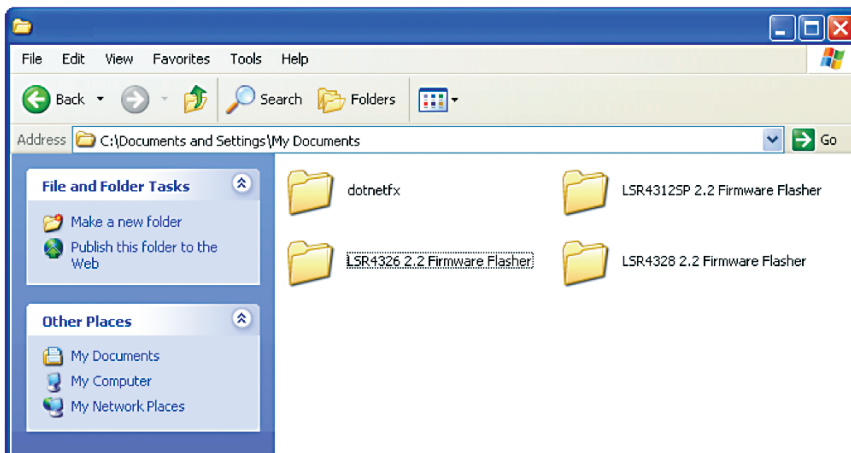 File Edit View Favorites Tools Help
Back Search Folders
Address C:\Documents and Settings\My Documents Go
File and Folder Tasks
Make a new folder
Publish this folder to the
Web
Other Places
My Documents
My Computer
My Network Places
dotnetfx LSR4312SP 2.2 Firmware Flasher
LSR4326 2.2 Firmware Flasher LSR4328 2.2 Firmware Flasher